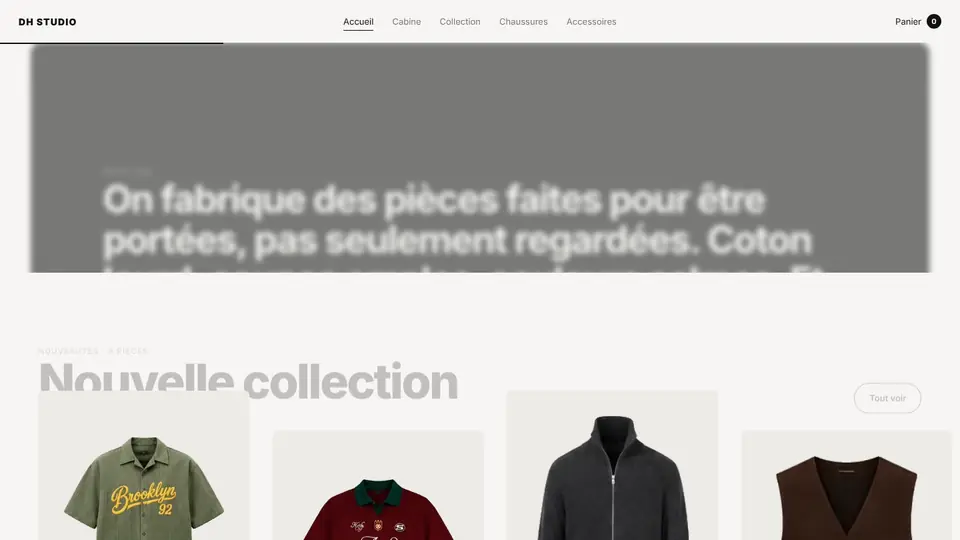 DH STUDIO
Accueil
Cabine
Collection
Chaussures
Accessoires
Panier
0
On fabrique des pièces faites pour être
portées, pas seulement regardées. Coton
NOUVEAUTÉS
PIÈCES
Nouvelle collection
Tout voir
Brooklyn
92